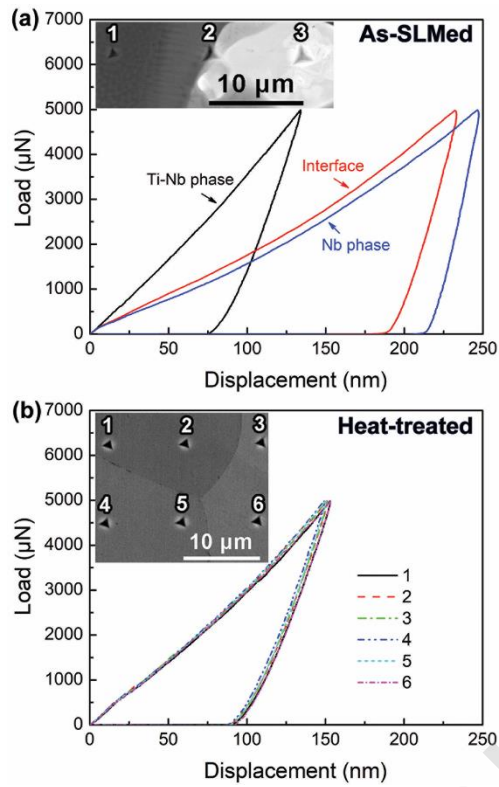 (a)
1 2 3
As-SLMed
10 μm
Load (μN)
7000
6000
5000
4000
3000
2000
1000
0
Ti-Nb phase
Interface
Nb phase
0 50 100 150 200 250
Displacement (nm)
(b)
1 2 3
Heat-treated
4 5 6
10 μm
Load (μN)
7000
6000
5000
4000
3000
2000
1000
0
1
2
3
4
5
6
0 50 100 150 200 250
Displacement (nm)